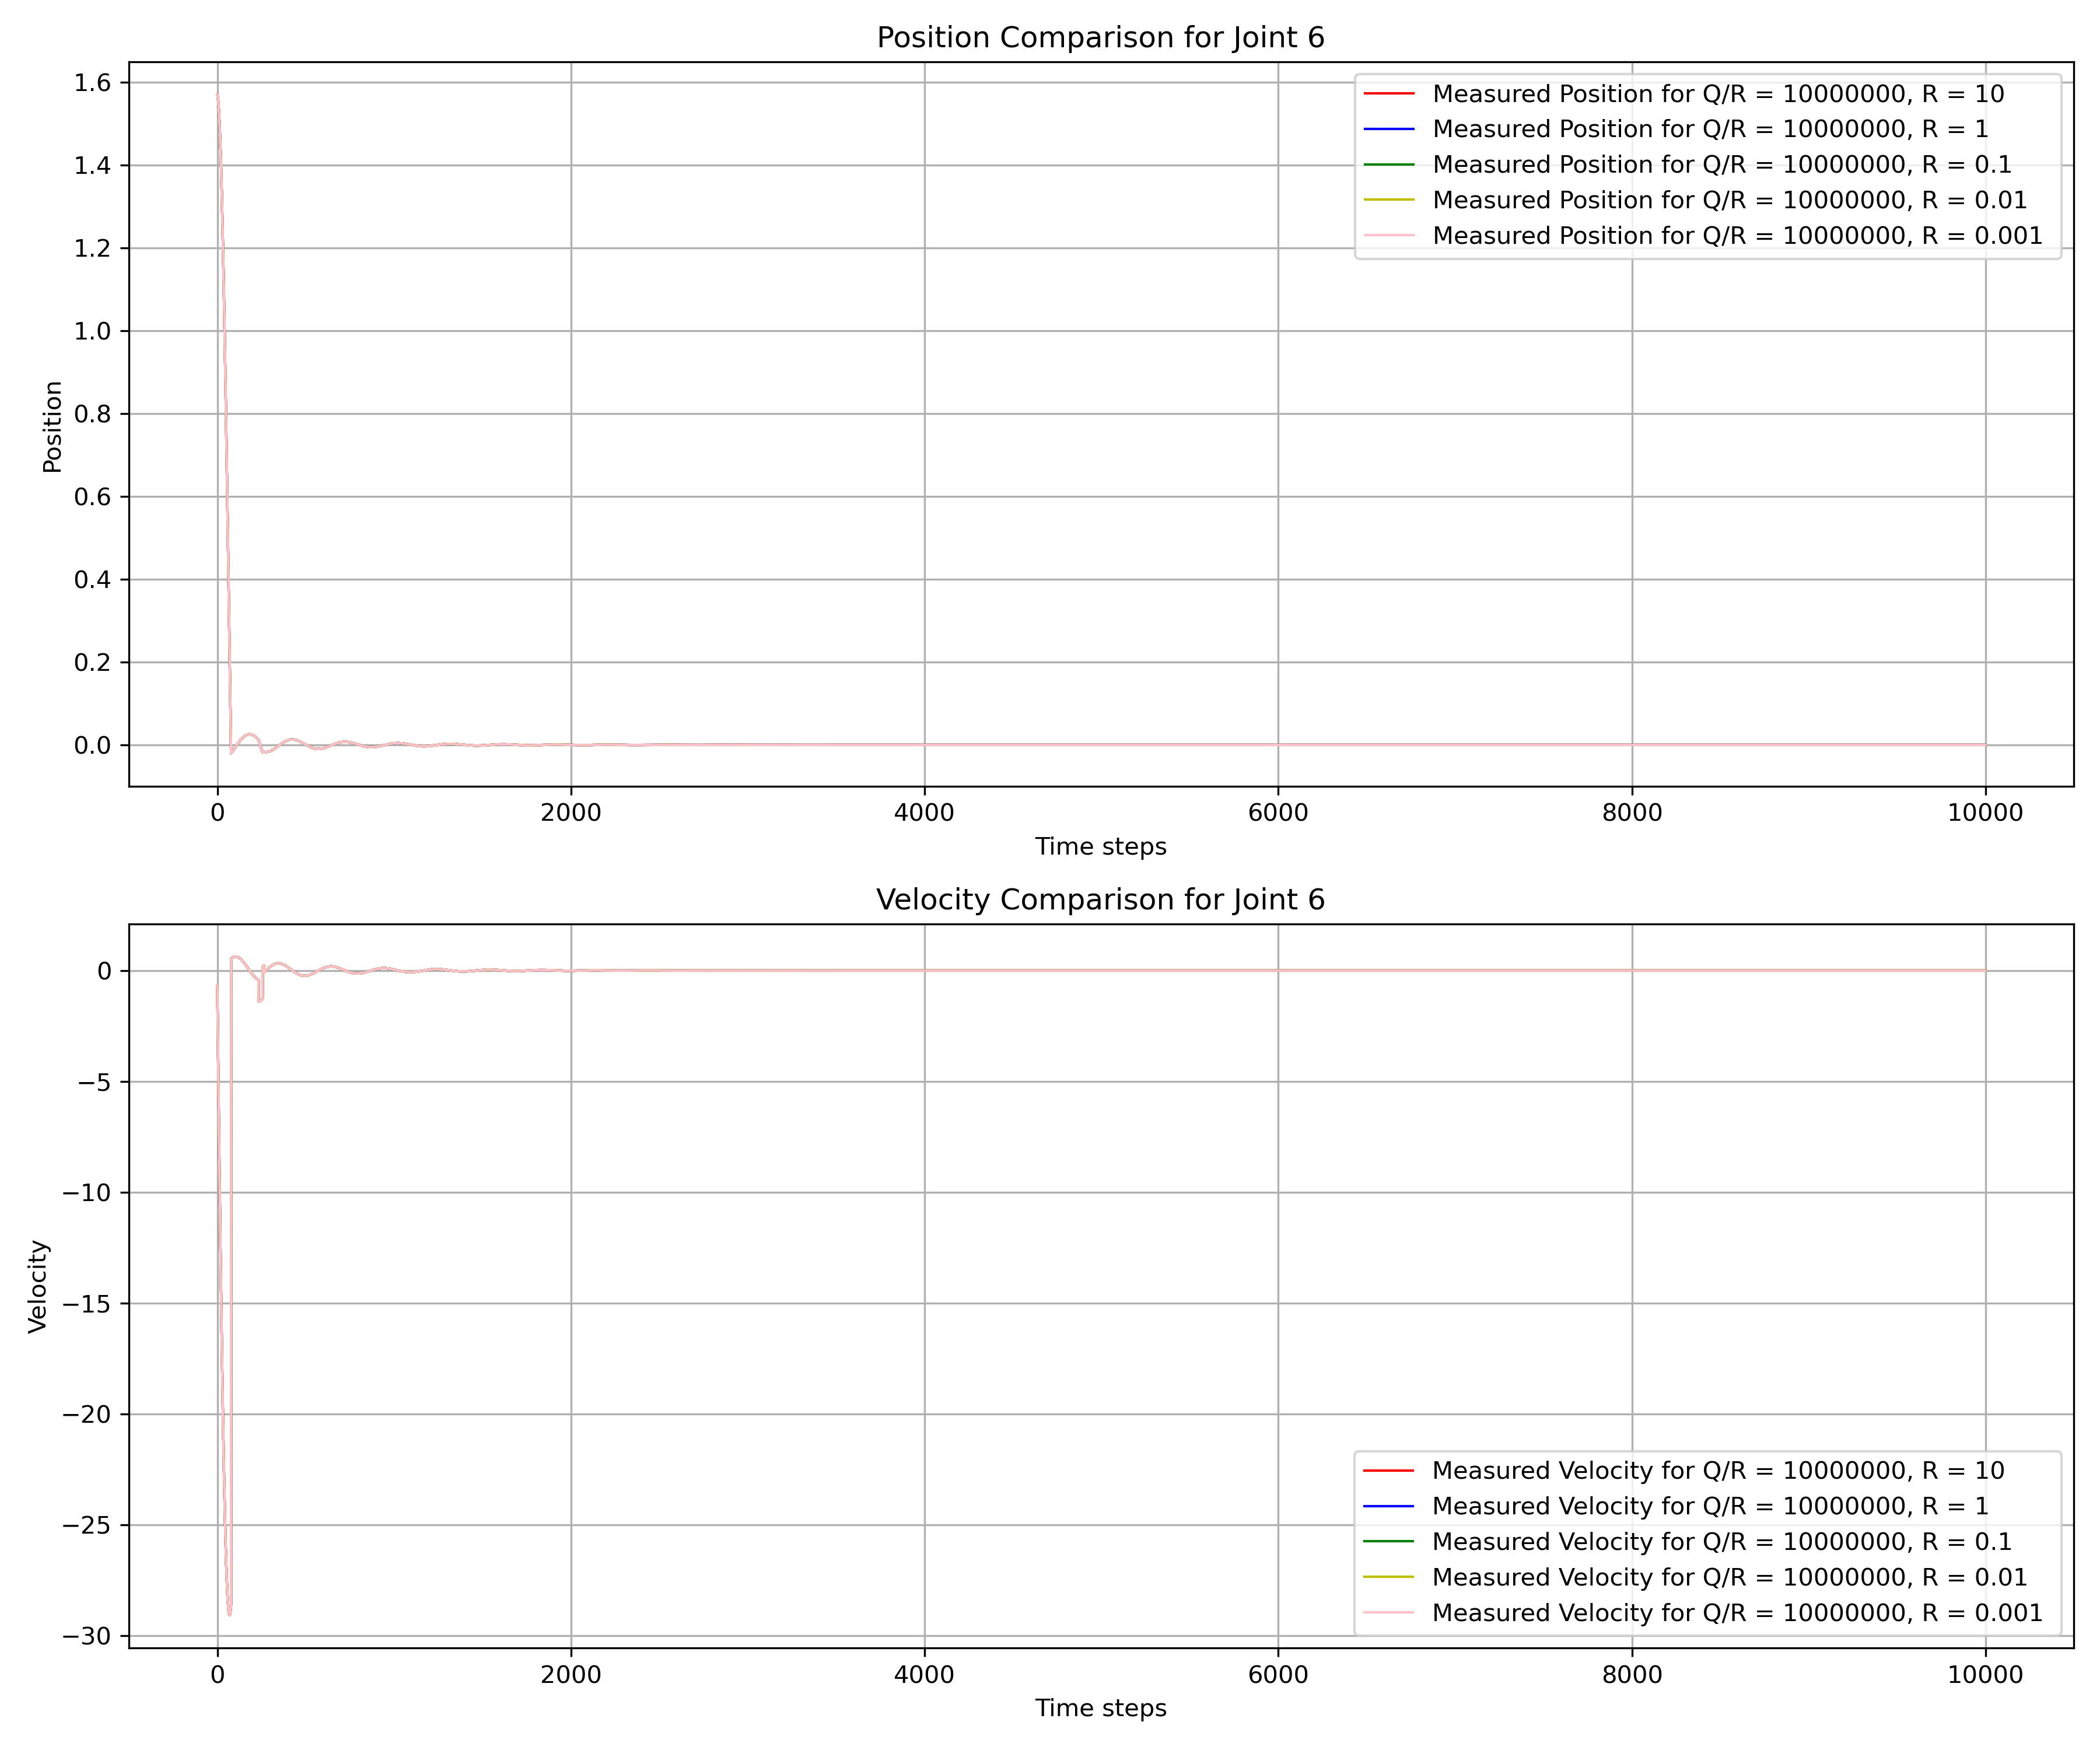 Position Comparison for Joint 6
Measured Position for Q/R = 10000000, R = 10
Measured Position for Q/R = 10000000, R = 1
Measured Position for Q/R = 10000000, R = 0.1
Measured Position for Q/R = 10000000, R = 0.01
Measured Position for Q/R = 10000000, R = 0.001
1.6
1.4
1.2
1.0
0.8
0.6
0.4
0.2
0.0
Position
0 2000 4000 6000 8000 10000
Time steps
Velocity Comparison for Joint 6
0
−5
−10
−15
−20
−25
−30
Velocity
Measured Velocity for Q/R = 10000000, R = 10
Measured Velocity for Q/R = 10000000, R = 1
Measured Velocity for Q/R = 10000000, R = 0.1
Measured Velocity for Q/R = 10000000, R = 0.01
Measured Velocity for Q/R = 10000000, R = 0.001
0 2000 4000 6000 8000 10000
Time steps